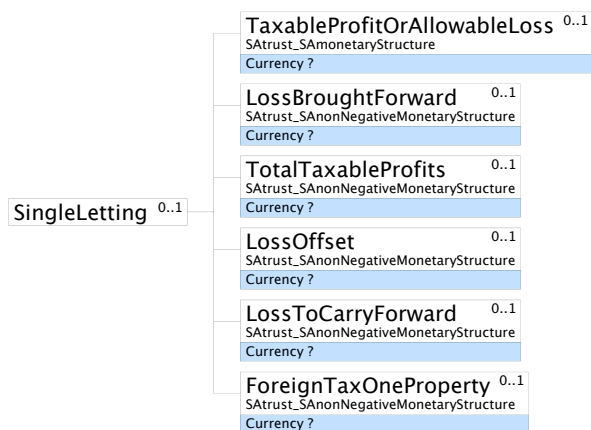 TaxableProfitOrAllowableLoss 0..1
SAtrust_SAmonetaryStructure
Currency ?
LossBroughtForward 0..1
SAtrust_SAnonNegativeMonetaryStructure
Currency ?
TotalTaxableProfits 0..1
SAtrust_SAnonNegativeMonetaryStructure
Currency ?
SingleLetting 0..1
LossOffset 0..1
SAtrust_SAnonNegativeMonetaryStructure
Currency ?
LossToCarryForward 0..1
SAtrust_SAnonNegativeMonetaryStructure
Currency ?
ForeignTaxOneProperty 0..1
SAtrust_SAnonNegativeMonetaryStructure
Currency ?